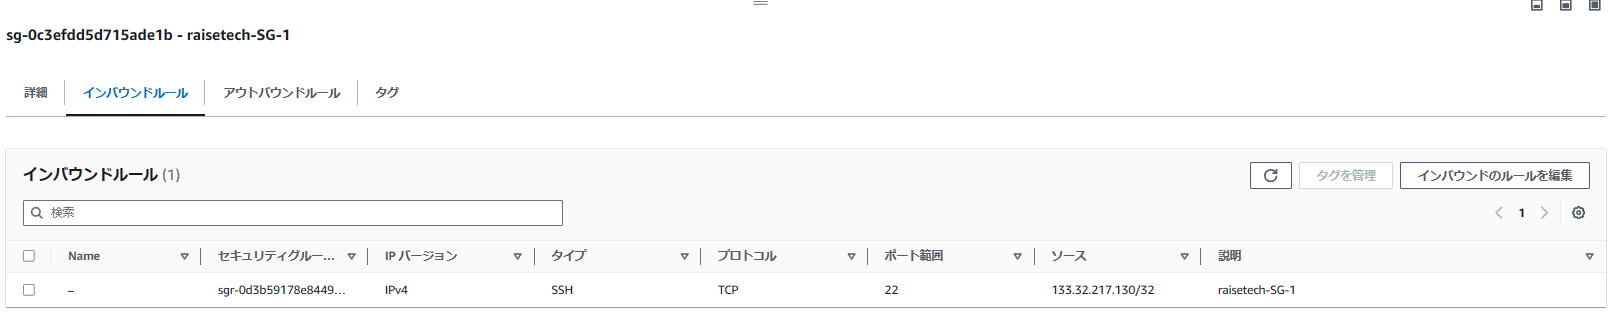 sg-0c3efdd5d715ade1b - raisetech-SG-1
詳細 インバウンドルール アウトバウンドルール タグ
インバウンドルール (1) タグを管理 インバウンドのルールを編集
検索 1
Name セキュリティグルー... IP バージョン タイプ プロトコル ポート範囲 ソース 説明
– sgr-0d3b59178e8449... IPv4 SSH TCP 22 133.32.217.130/32 raisetech-SG-1